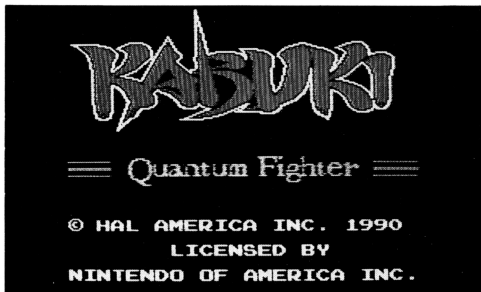 KABUKI
Quantum Fighter
© HAL AMERICA INC. 1990
LICENSED BY
NINTENDO OF AMERICA INC.